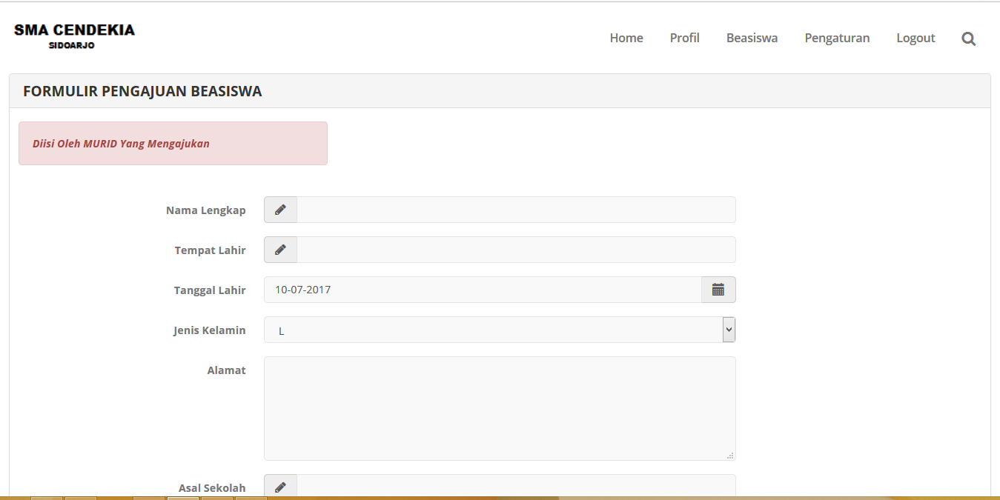 SMA CENDEKIA
SIDOARJO
Home Profil Beasiswa Pengaturan Logout
FORMULIR PENGAJUAN BEASISWA
Diisi Oleh MURID Yang Mengajukan
Nama Lengkap
Tempat Lahir
Tanggal Lahir 10-07-2017
Jenis Kelamin L
Alamat
Asal Sekolah